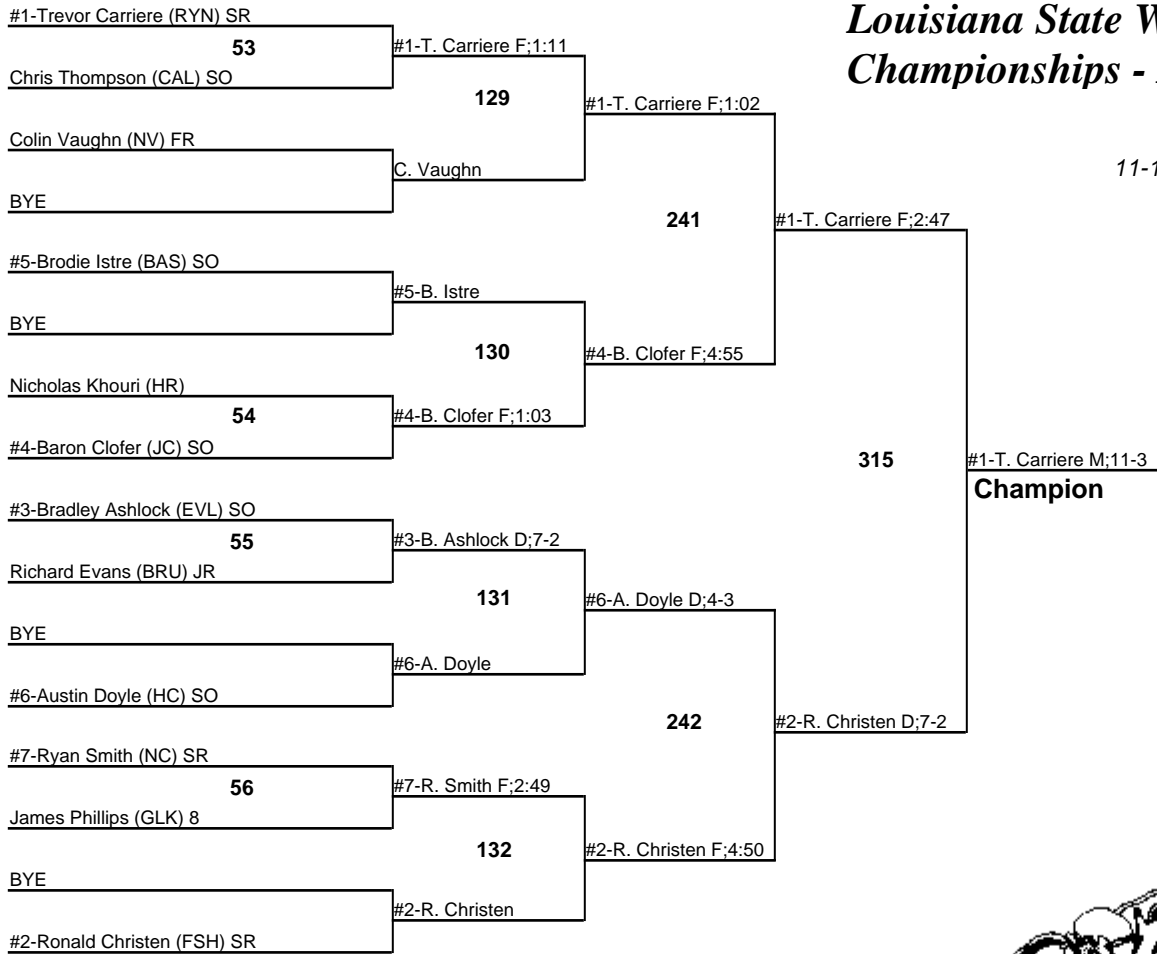 Louisiana State
Championships -
11-1
#1-Trevor Carriere (RYN) SR
53
Chris Thompson (CAL) SO
#1-T. Carriere F;1:11
129
Colin Vaughn (NV) FR
BYE
C. Vaughn
#1-T. Carriere F;1:02
241
#5-Brodie Istre (BAS) SO
BYE
#5-B. Istre
130
Nicholas Khouri (HR)
54
#4-Baron Clofer (JC) SO
#4-B. Clofer F;1:03
#4-B. Clofer F;4:55
#1-T. Carriere F;2:47
315
#3-Bradley Ashlock (EVL) SO
55
Richard Evans (BRU) JR
#3-B. Ashlock D;7-2
131
BYE
#6-Austin Doyle (HC) SO
#6-A. Doyle
#6-A. Doyle D;4-3
242
#7-Ryan Smith (NC) SR
56
James Phillips (GLK) 8
#7-R. Smith F;2:49
132
BYE
#2-Ronald Christen (FSH) SR
#2-R. Christen
#2-R. Christen F;4:50
#2-R. Christen D;7-2
#1-T. Carriere M;11-3
Champion